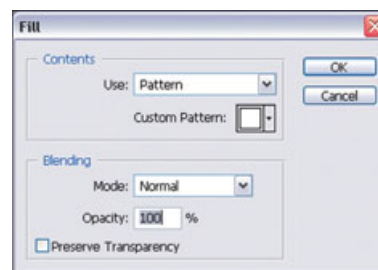 Fill
Contents
OK
Use: Pattern
Cancel
Custom Pattern:
Blending
Mode: Normal
Opacity: 100 %
Preserve Transparency